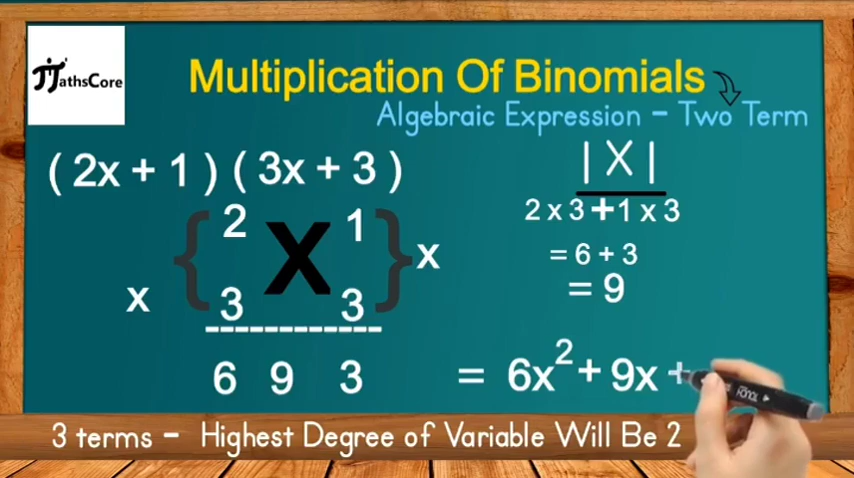 πathsCore
Multiplication Of Binomials
Algebraic Expression – Two Term
( 2x + 1 ) ( 3x + 3 )
| X |
2 x 3 + 1 x 3
= 6 + 3
= 9
{ 2 X 1 } x
x { 3 3 }
6 9 3
= 6x² + 9x +
3 terms – Highest Degree of Variable Will Be 2